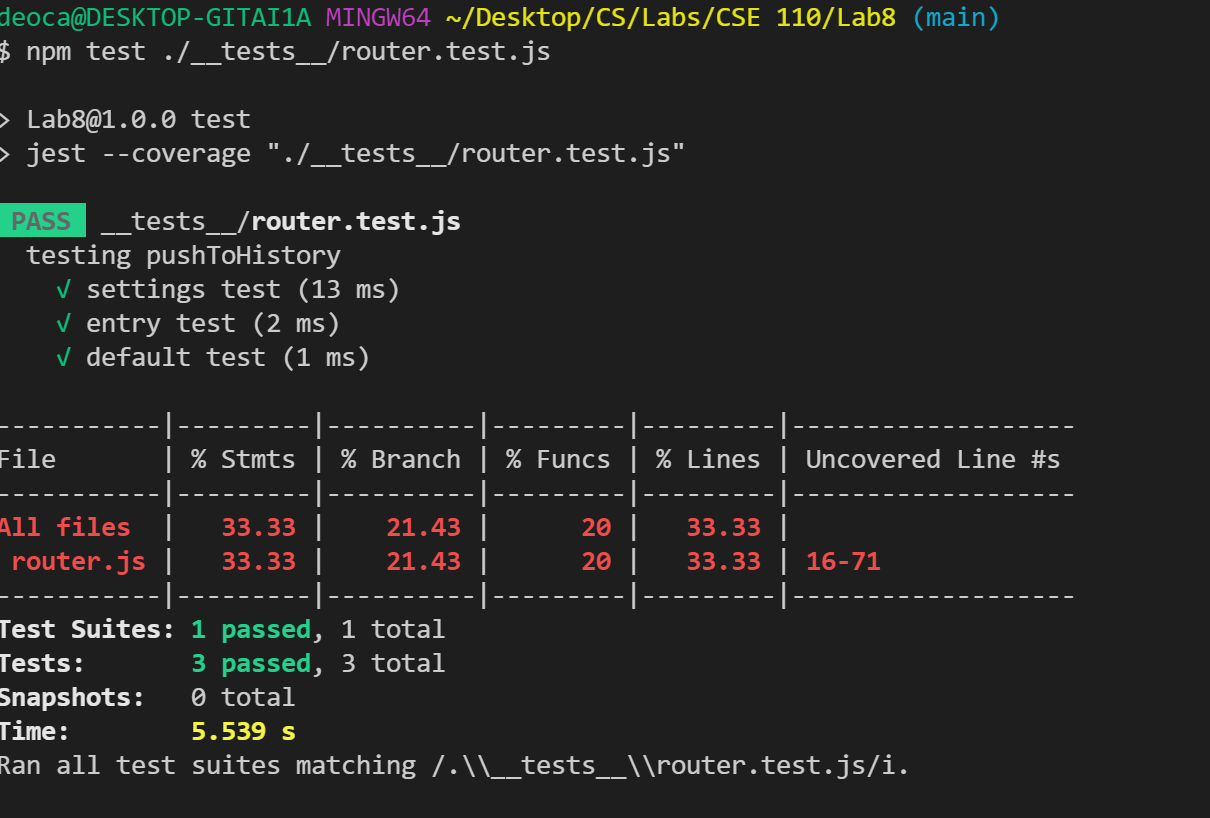 deoca@DESKTOP-GITAI1A MINGW64 ~/Desktop/CS/Labs/CSE 110/Lab8 (main)
$ npm test ./__tests__/router.test.js
> Lab8@1.0.0 test
> jest --coverage "./__tests__/router.test.js"
PASS __tests__/router.test.js
testing pushToHistory
√ settings test (13 ms)
√ entry test (2 ms)
√ default test (1 ms)
-----------|---------|----------|---------|---------|-------------------
File       | % Stmts | % Branch | % Funcs | % Lines | Uncovered Line #s
-----------|---------|----------|---------|---------|-------------------
All files  |   33.33 |    21.43 |      20 |   33.33 |
 router.js |   33.33 |    21.43 |      20 |   33.33 | 16-71
-----------|---------|----------|---------|---------|-------------------
Test Suites: 1 passed, 1 total
Tests:       3 passed, 3 total
Snapshots:   0 total
Time:        5.539 s
Ran all test suites matching /.\\__tests__\\router.test.js/i.